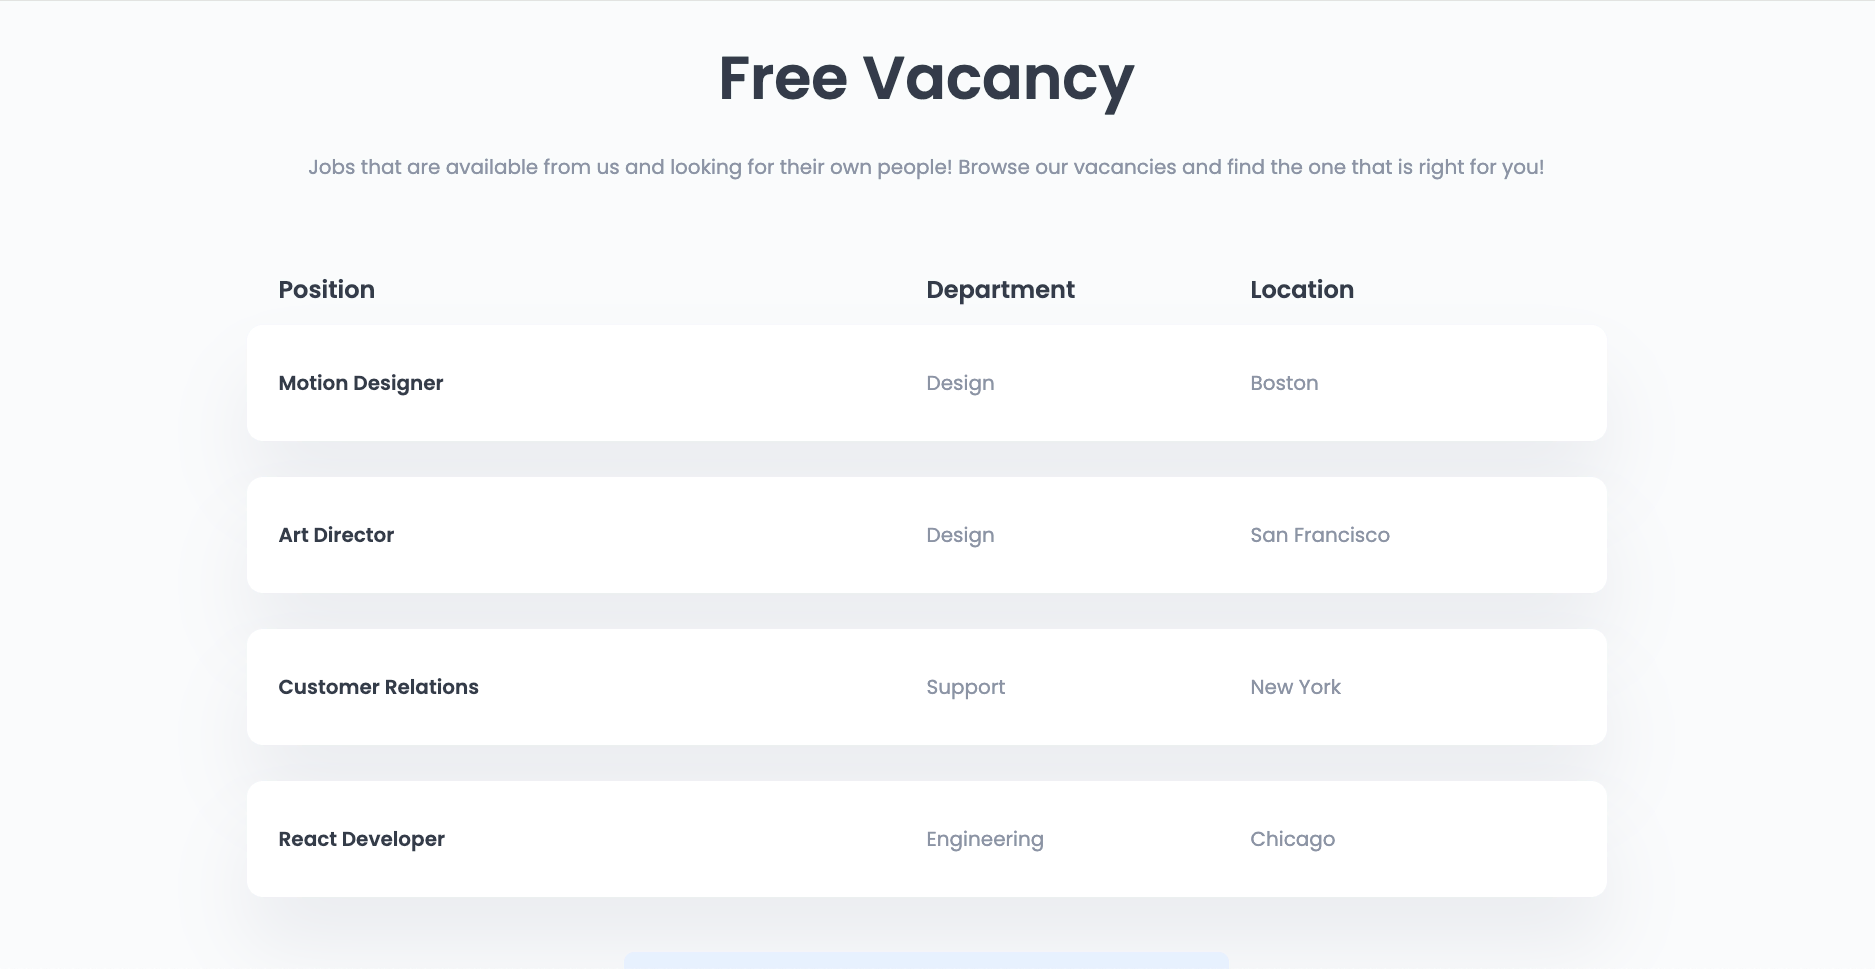 Free Vacancy
Jobs that are available from us and looking for their own people! Browse our vacancies and find the one that is right for you!
Position Department Location
Motion Designer Design Boston
Art Director Design San Francisco
Customer Relations Support New York
React Developer Engineering Chicago